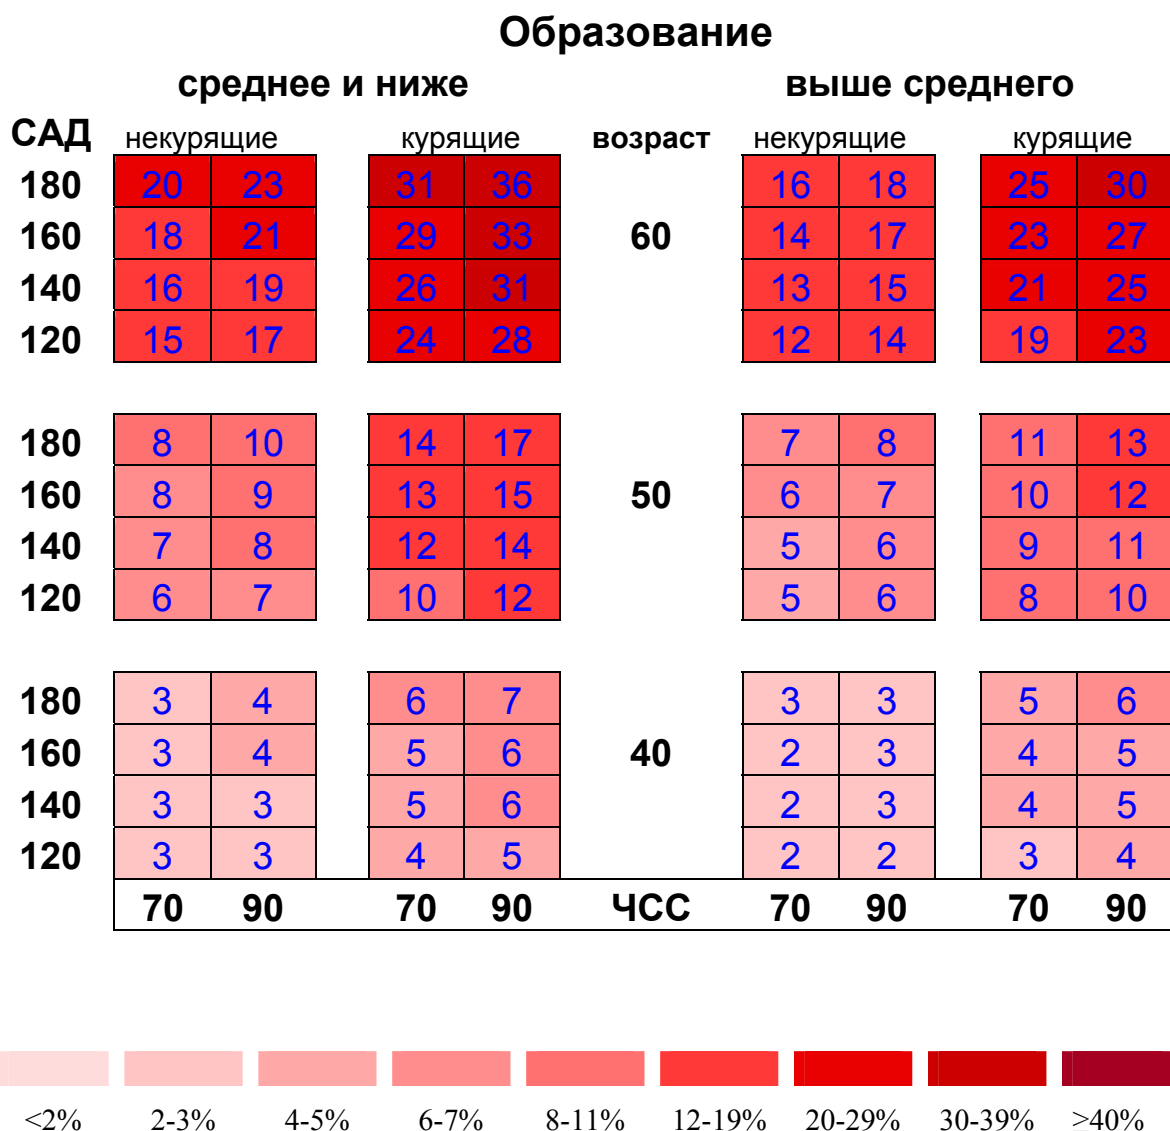 Образование
среднее и ниже выше среднего
САД некурящие курящие возраст некурящие курящие
180 20 23 31 36 16 18 25 30
160 18 21 29 33 60 14 17 23 27
140 16 19 26 31 13 15 21 25
120 15 17 24 28 12 14 19 23
180 8 10 14 17 7 8 11 13
160 8 9 13 15 50 6 7 10 12
140 7 8 12 14 5 6 9 11
120 6 7 10 12 5 6 8 10
180 3 4 6 7 3 3 5 6
160 3 4 5 6 40 2 3 4 5
140 3 3 5 6 2 3 4 5
120 3 3 4 5 2 2 3 4
70 90 70 90 ЧСС 70 90 70 90
<2% 2-3% 4-5% 6-7% 8-11% 12-19% 20-29% 30-39% ≥40%